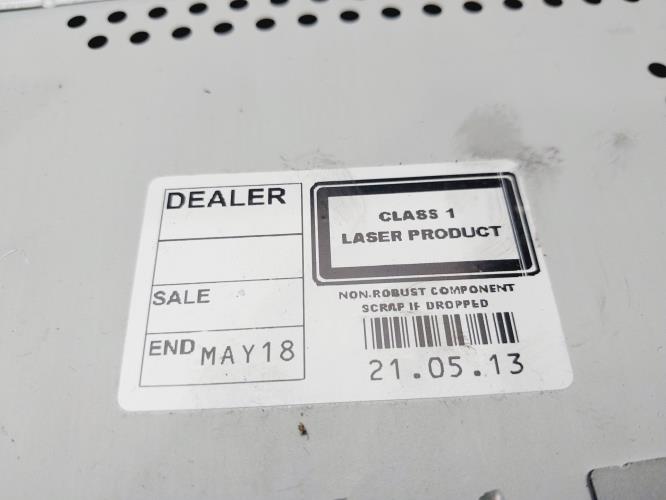 DEALER
SALE
END MAY18
CLASS 1
LASER PRODUCT
NON-ROBUST COMPONENT
SCRAP IF DROPPED
21.05.13